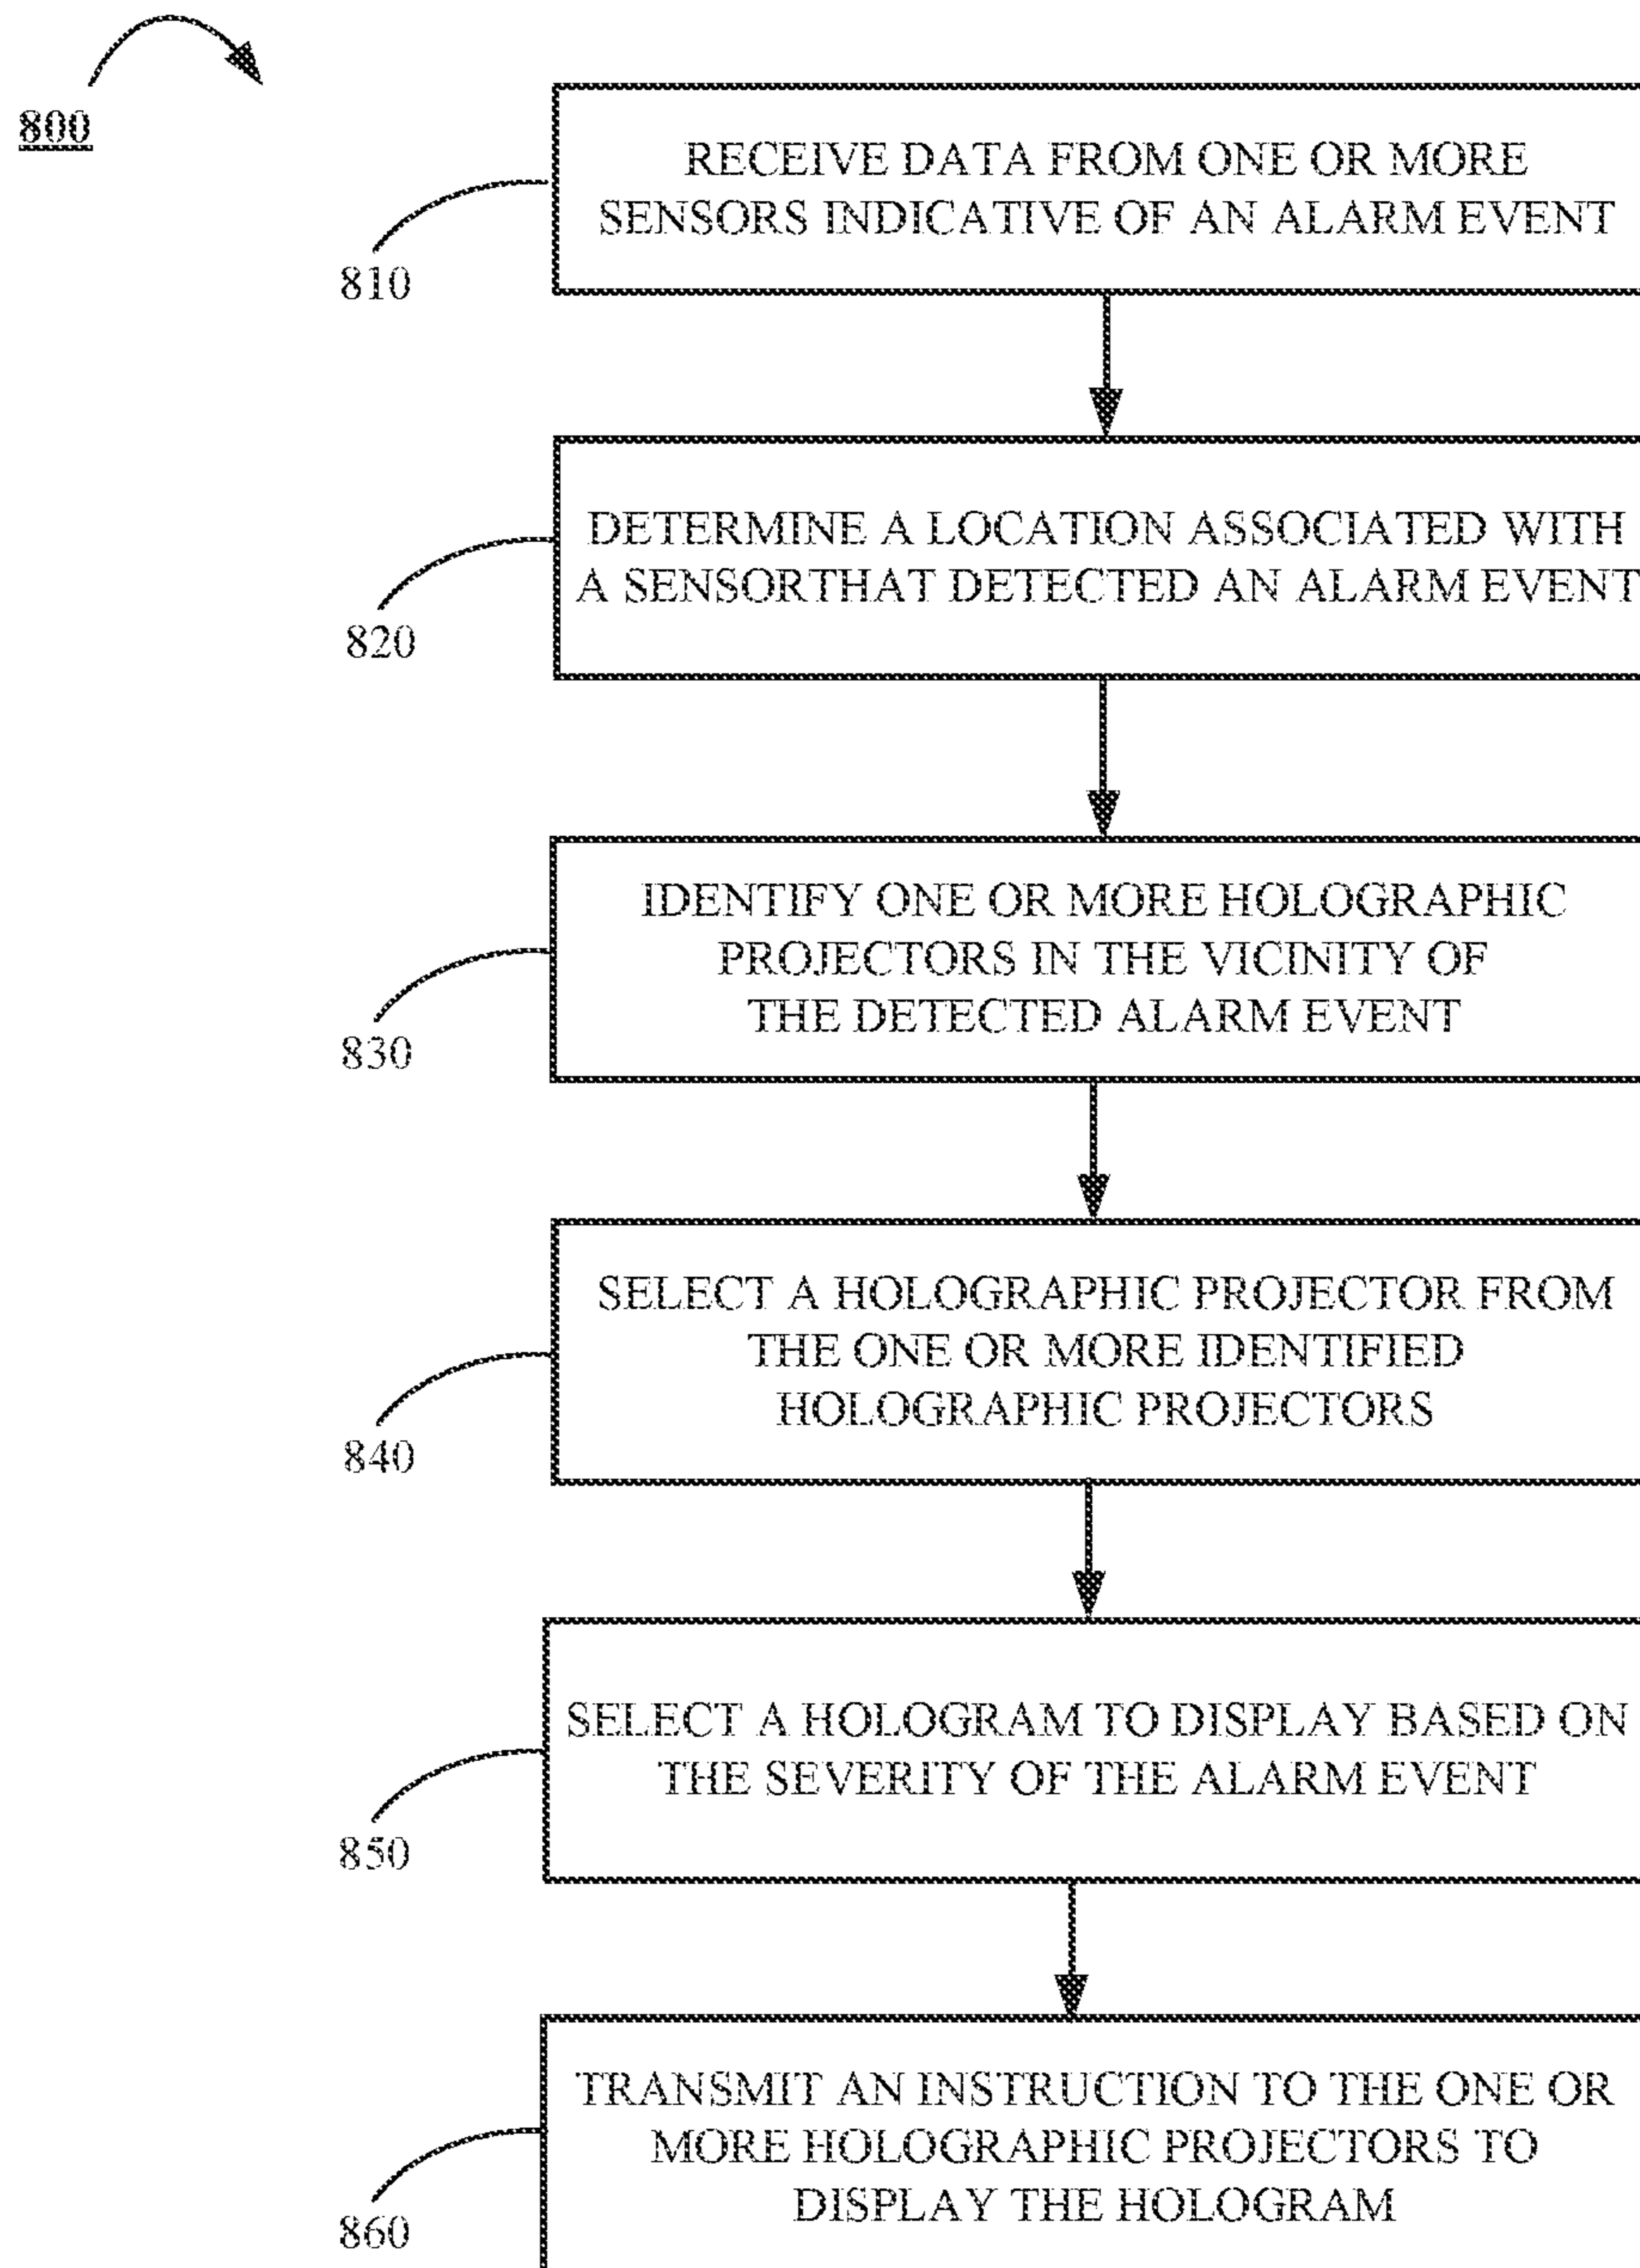 800
RECEIVE DATA FROM ONE OR MORE
SENSORS INDICATIVE OF AN ALARM EVENT
810
DETERMINE A LOCATION ASSOCIATED WITH
A SENSORTHAT DETECTED AN ALARM EVENT
820
IDENTIFY ONE OR MORE HOLOGRAPHIC
PROJECTORS IN THE VICINITY OF
THE DETECTED ALARM EVENT
830
SELECT A HOLOGRAPHIC PROJECTOR FROM
THE ONE OR MORE IDENTIFIED
HOLOGRAPHIC PROJECTORS
840
SELECT A HOLOGRAM TO DISPLAY BASED ON
THE SEVERITY OF THE ALARM EVENT
850
TRANSMIT AN INSTRUCTION TO THE ONE OR
MORE HOLOGRAPHIC PROJECTORS TO
DISPLAY THE HOLOGRAM
860